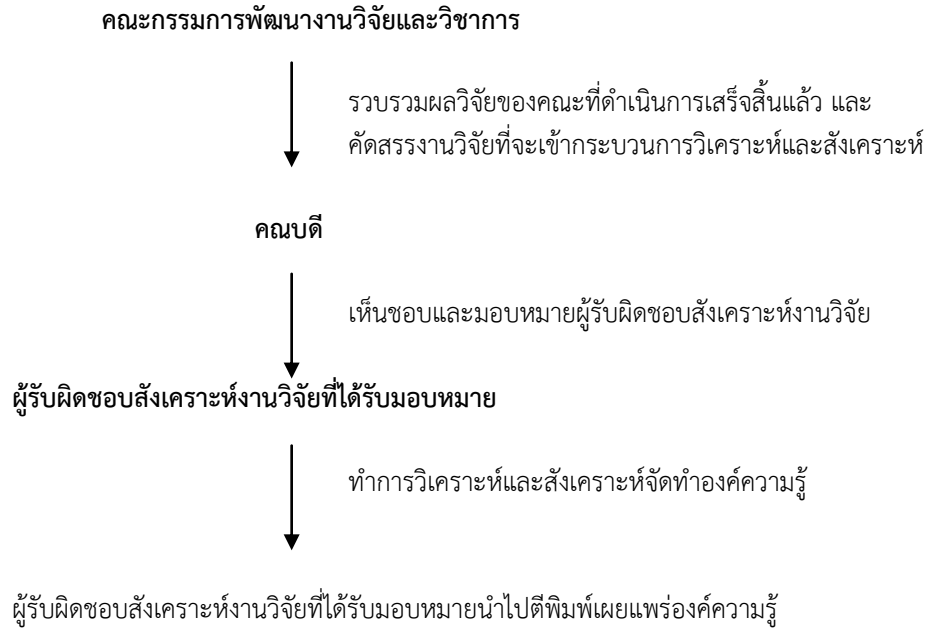 คณะกรรมการพัฒนางานวิจัยและวิชาการ
รวบรวมผลวิจัยของคณะที่ดำเนินการเสร็จสิ้นแล้ว และ
คัดสรรงานวิจัยที่จะเข้ากระบวนการวิเคราะห์และสังเคราะห์
คณบดี
เห็นชอบและมอบหมายผู้รับผิดชอบสังเคราะห์งานวิจัย
ผู้รับผิดชอบสังเคราะห์งานวิจัยที่ได้รับมอบหมาย
ทำการวิเคราะห์และสังเคราะห์จัดทำองค์ความรู้
ผู้รับผิดชอบสังเคราะห์งานวิจัยที่ได้รับมอบหมายนำไปตีพิมพ์เผยแพร่องค์ความรู้